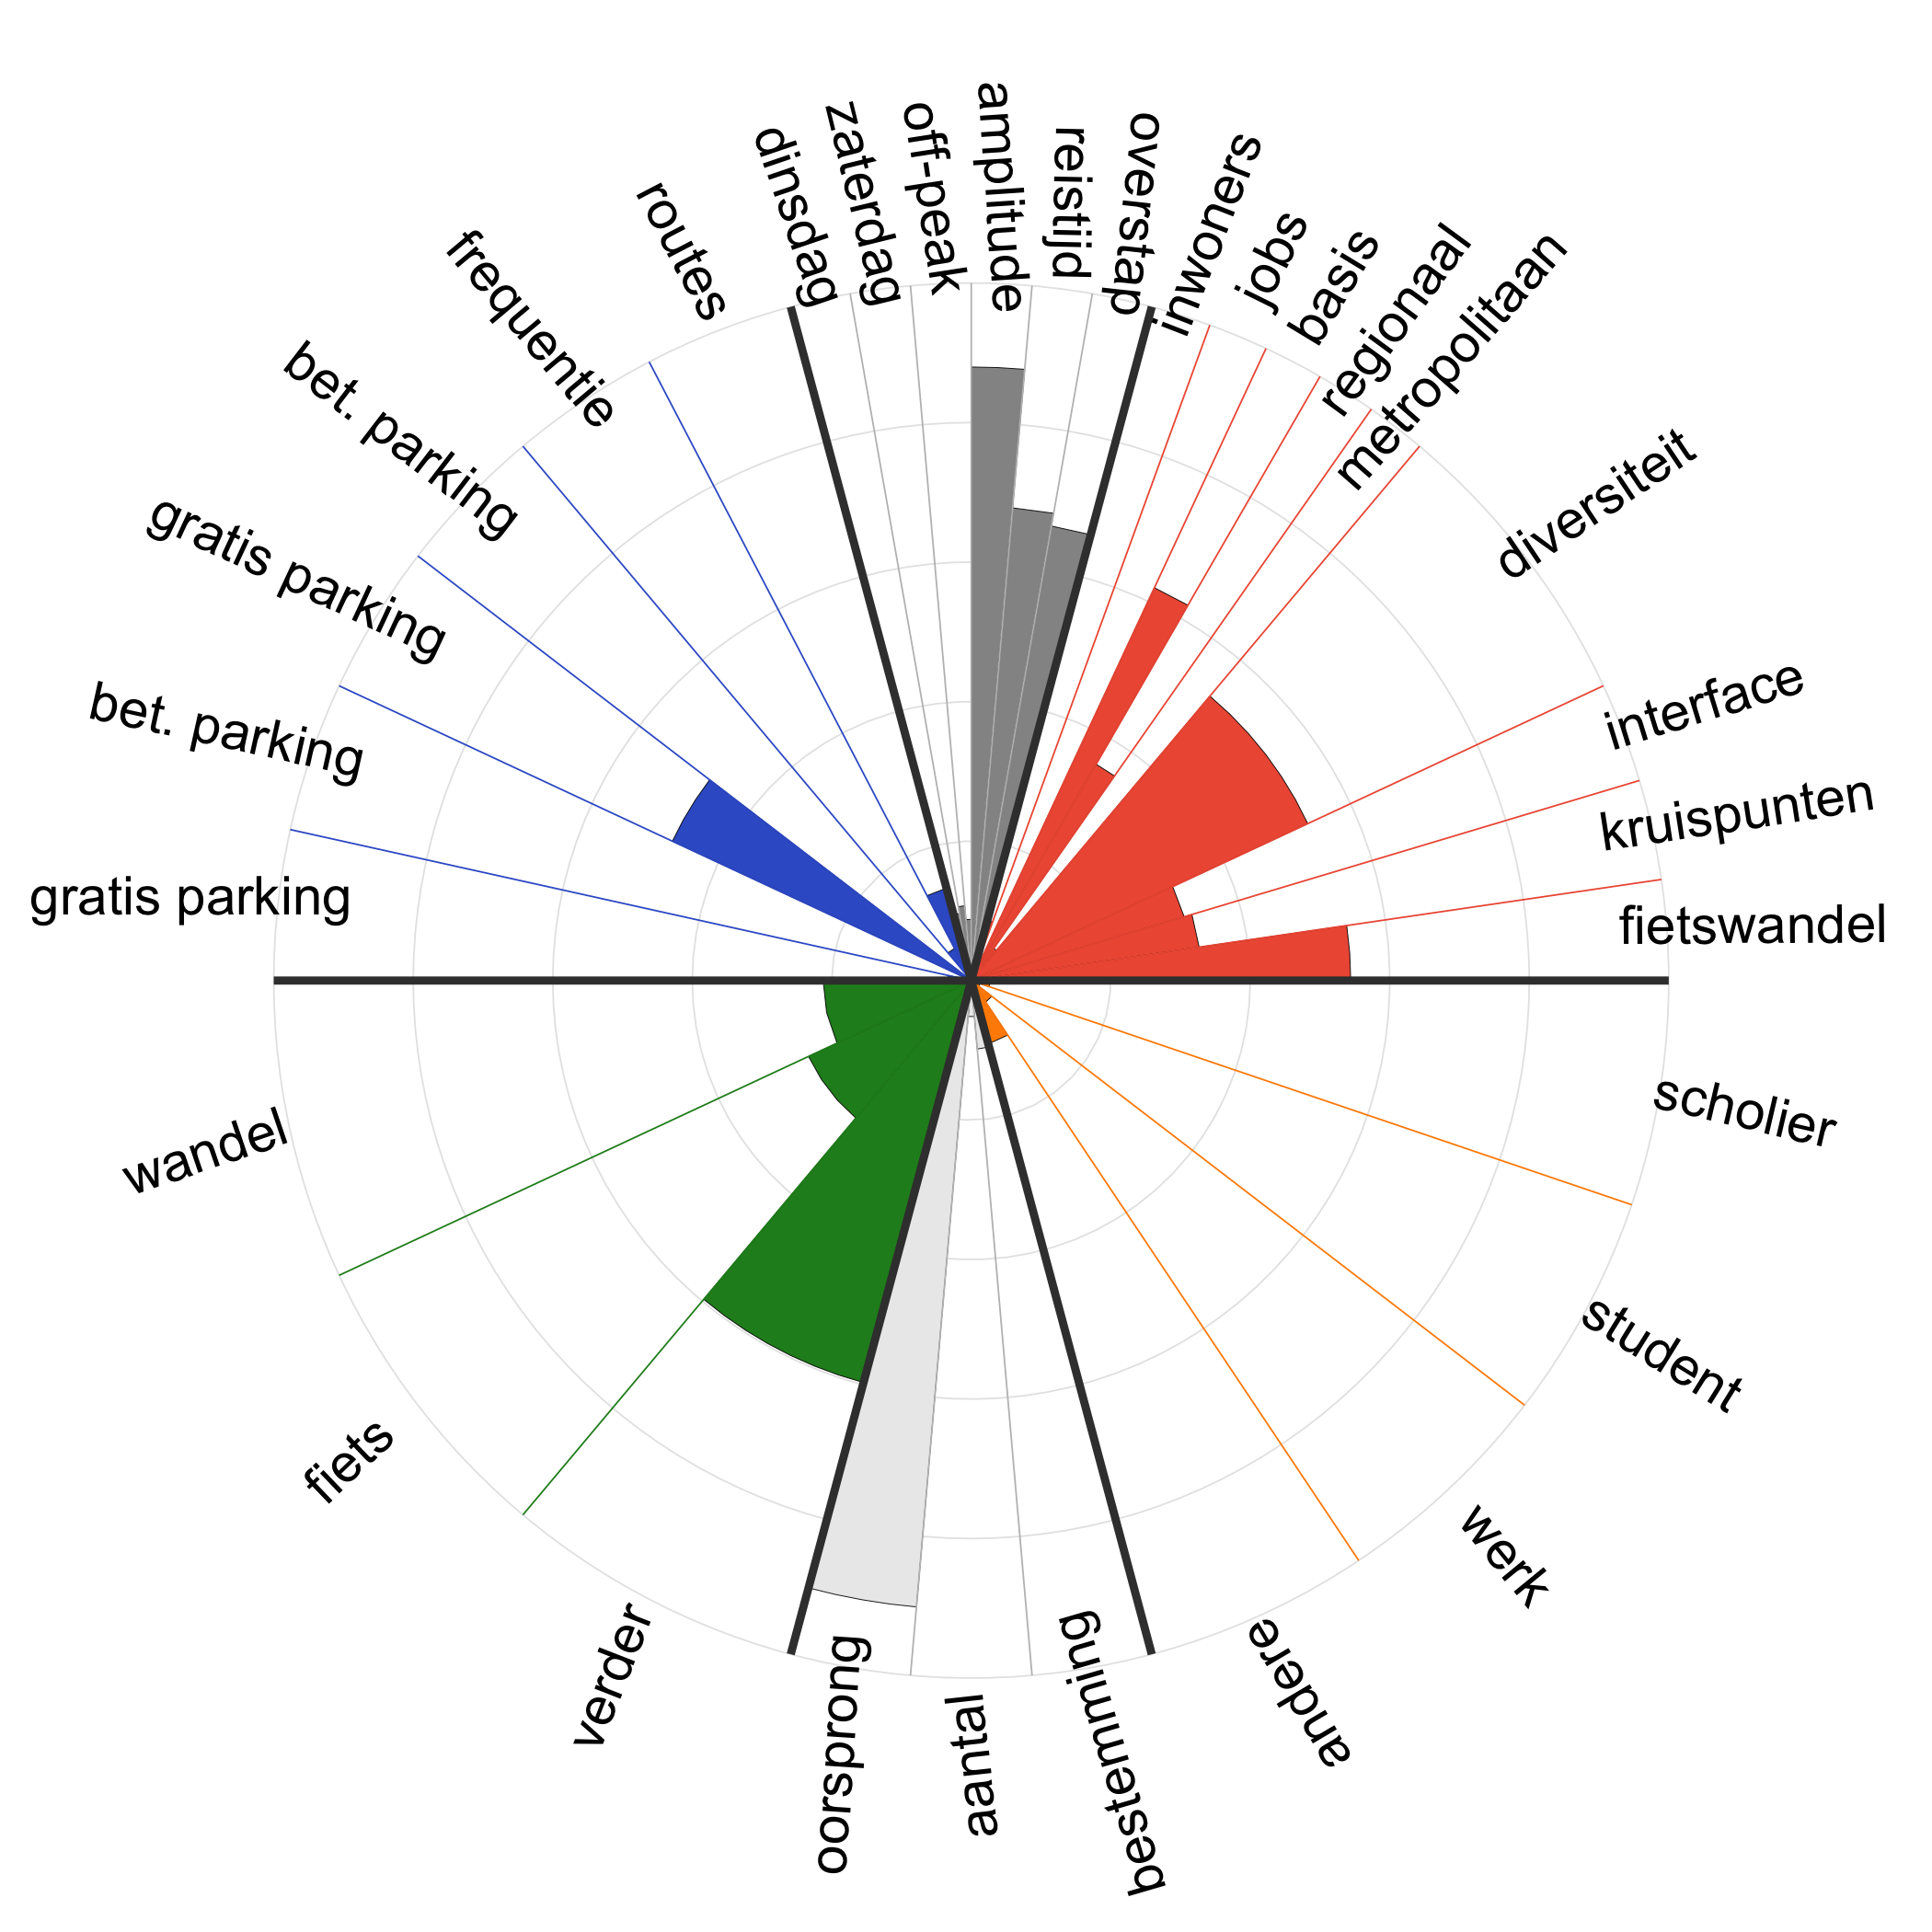 dinsdag
zaterdag
off-peak
amplitude
reistijd
overstap
inwoners
jobs
basis
regionaal
metropolitaan
diversiteit
interface
kruispunten
fietswandel
scholier
student
werk
andere
bestemming
aantal
oorsprong
verder
fiets
wandel
gratis parking
bet. parking
gratis parking
bet. parking
frequentie
routes